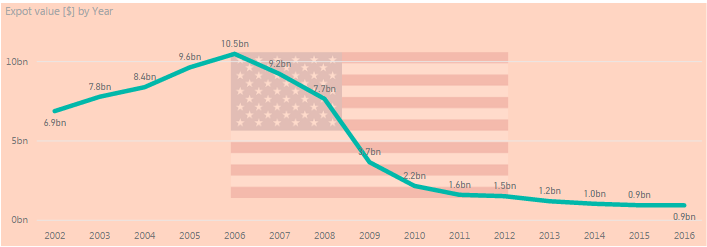 Expot value [$] by Year
10bn
5bn
0bn
6.9bn
7.8bn
8.4bn
9.6bn
10.5bn
9.2bn
7.7bn
3.7bn
2.2bn
1.6bn
1.5bn
1.2bn
1.0bn
0.9bn
0.9bn
2002 2003 2004 2005 2006 2007 2008 2009 2010 2011 2012 2013 2014 2015 2016